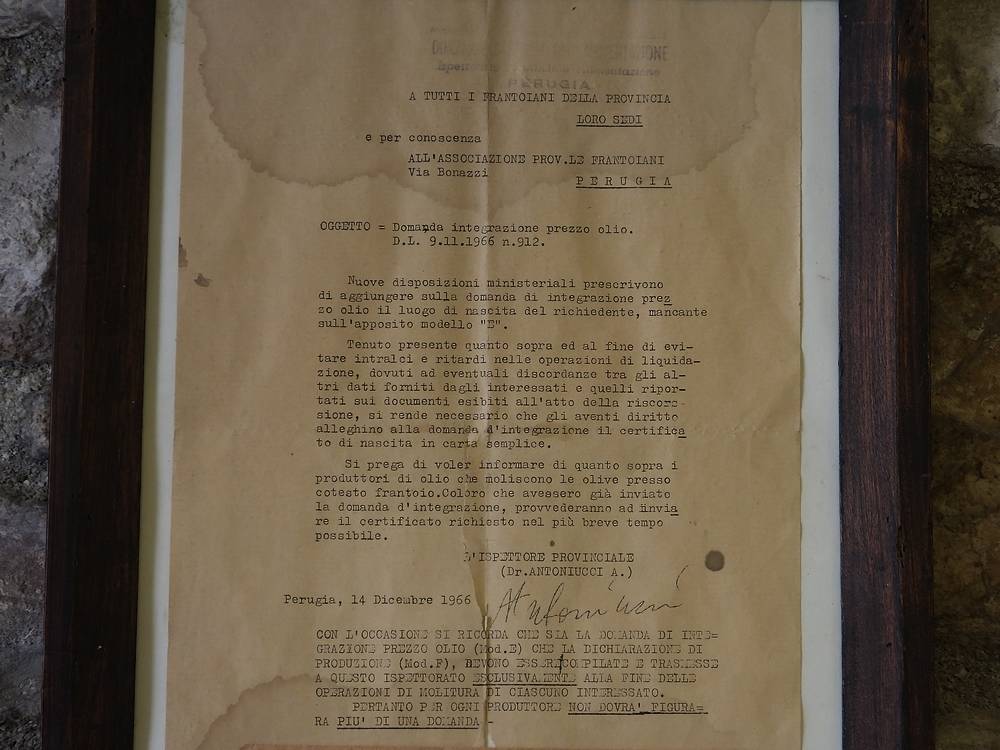 PERUGIA
A TUTTI I FRANTOIANI DELLA PROVINCIA
LORO SEDI
e per conoscenza
ALL'ASSOCIAZIONE PROV.LE FRANTOIANI
Via Bonazzi
PERUGIA
OGGETTO = Domanda integrazione prezzo olio.
D.L. 9.11.1966 n.912.
Nuove disposizioni ministeriali prescrivono
di aggiungere sulla domanda di integrazione prez
zo olio il luogo di nascita del richiedente, mancante
sull'apposito modello "E".
Tenuto presente quanto sopra ed al fine di evi-
tare intralci e ritardi nelle operazioni di liquida-
zione, dovuti ad eventuali discordanze tra gli al-
tri dati forniti dagli interessati e quelli ripor-
tati sui documenti esibiti all'atto della riscors-
sione, si rende necessario che gli aventi diritto
alleghino alla domanda d'integrazione il certifica
to di nascita in carta semplice.
Si prega di voler informare di quanto sopra i
produttori di olio che moliscono le olive presso
cotesto frantoio.Coloro che avessero già inviato
la domanda d'integrazione, provvederanno ad invia
re il certificato richiesto nel più breve tempo
possibile.
L'ISPETTORE PROVINCIALE
(Dr.ANTONIUCCI A.)
Perugia, 14 Dicembre 1966
CON L'OCCASIONE SI RICORDA CHE SIA LA DOMANDA DI INTE=
GRAZIONE PREZZO OLIO (Mod.E) CHE LA DICHIARAZIONE DI
PRODUZIONE (Mod.F), DEVONO ESSERE COMPILATE E TRASMESSE
A QUESTO ISPETTORATO ESCLUSIVAMENTE ALLA FINE DELLE
OPERAZIONI DI MOLITURA DI CIASCUNO INTERESSATO.
PERTANTO PER OGNI PRODUTTORE NON DOVRA' FIGURA=
RA PIU' DI UNA DOMANDA -